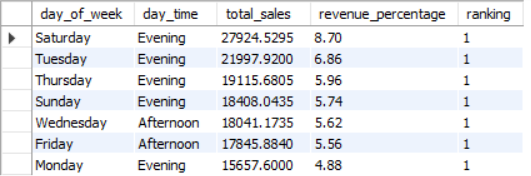 day_of_week day_time total_sales revenue_percentage ranking
Saturday Evening 27924.5295 8.70 1
Tuesday Evening 21997.9200 6.86 1
Thursday Evening 19115.6805 5.96 1
Sunday Evening 18408.0435 5.74 1
Wednesday Afternoon 18041.1735 5.62 1
Friday Afternoon 17845.8840 5.56 1
Monday Evening 15657.6000 4.88 1